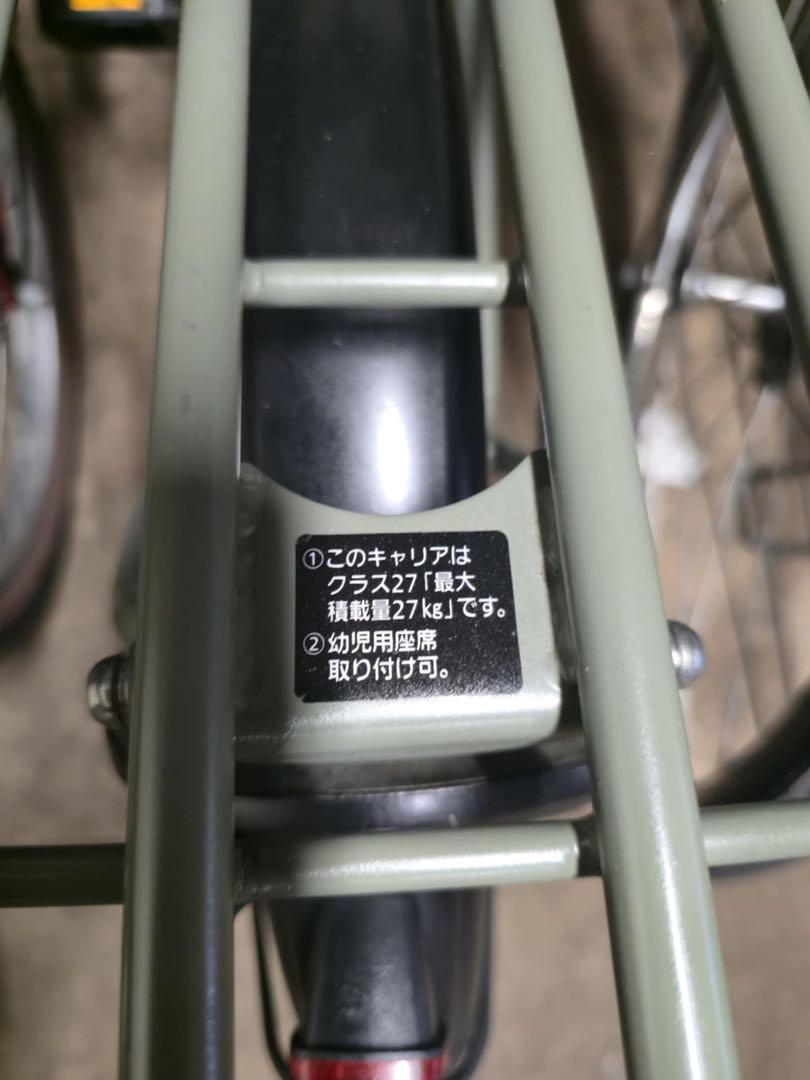 ①このキャリアは
クラス27「最大
積載量27kg」です。
②幼児用座席
取り付け可。